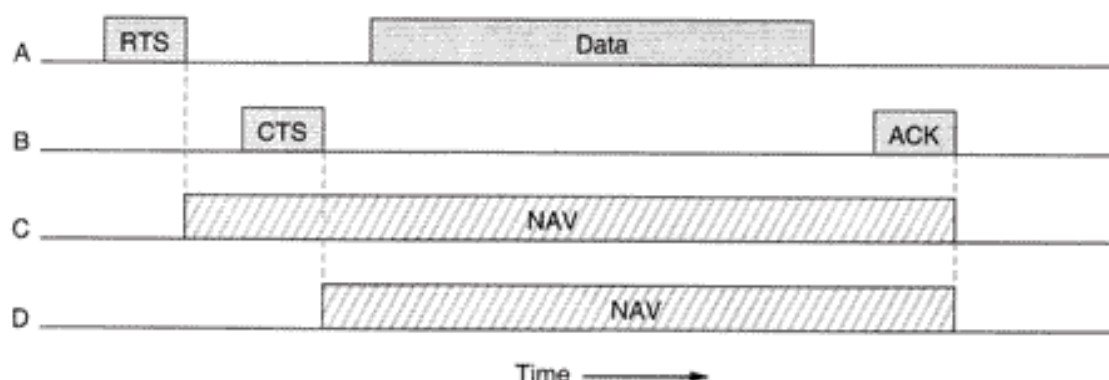 A RTS Data
B CTS ACK
C NAV
D NAV
Time